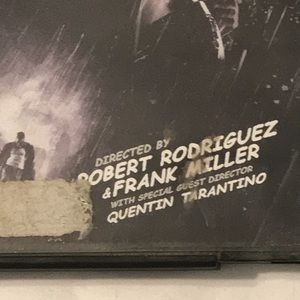 DIRECTED BY
ROBERT RODRIGUEZ
& FRANK MILLER
WITH SPECIAL GUEST DIRECTOR
QUENTIN TARANTINO